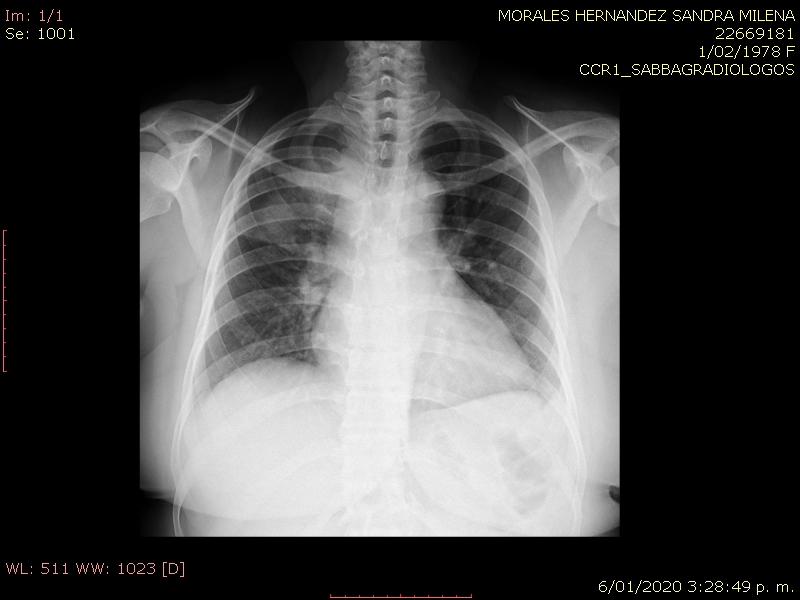 Im: 1/1
Se: 1001
MORALES HERNANDEZ SANDRA MILENA
22669181
1/02/1978 F
CCR1_SABBAGRADIOLOGOS
WL: 511 WW: 1023 [D]
6/01/2020 3:28:49 p. m.